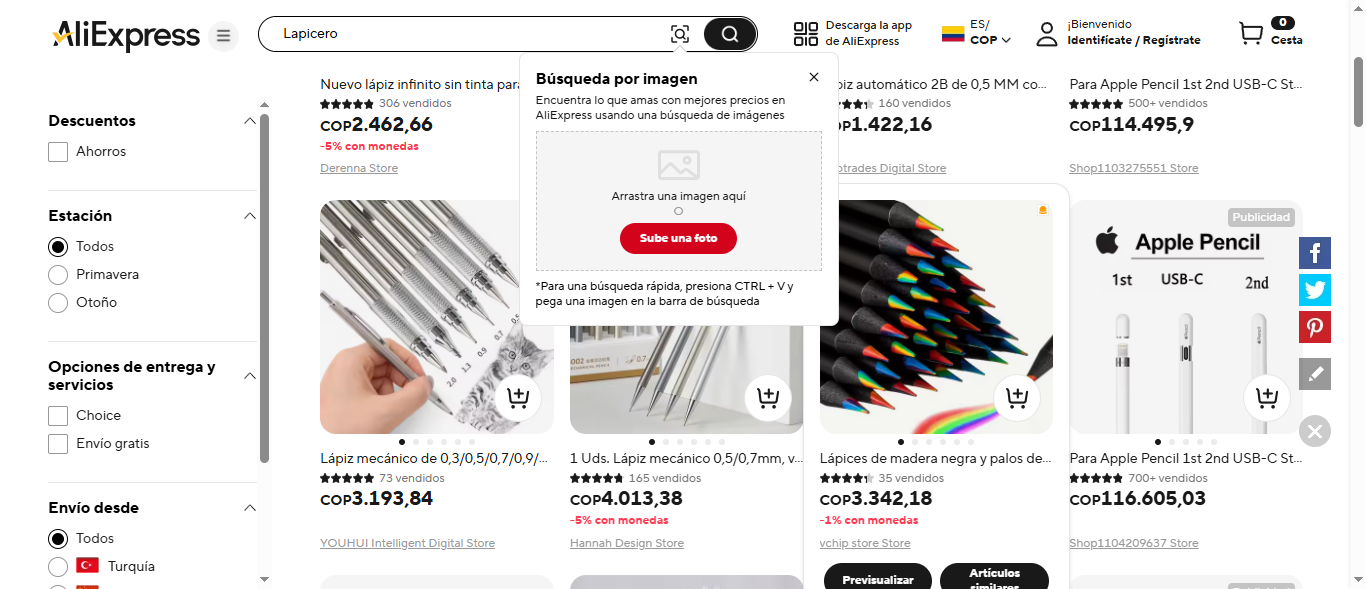 AliExpress
Lapicero
Descarga la app
de AliExpress
ES/
COP
¡Bienvenido
Identifícate / Regístrate
0
Cesta
Descuentos
Ahorros
Estación
Todos
Primavera
Otoño
Opciones de entrega y
servicios
Choice
Envío gratis
Envío desde
Todos
Turquía
Búsqueda por imagen
Encuentra lo que amas con mejores precios en
AliExpress usando una búsqueda de imágenes
Arrastra una imagen aquí
O
Sube una foto
*Para una búsqueda rápida, presiona CTRL + V y
pega una imagen en la barra de búsqueda
Nuevo lápiz infinito sin tinta para
306 vendidos
COP2.462,66
-5% con monedas
Derenna Store
automático 2B de 0,5 MM co...
160 vendidos
1.422,16
Digital Store
Para Apple Pencil 1st 2nd USB-C St...
500+ vendidos
COP114.495,9
Shop1103275551 Store
2.0
1.3
0.9
0.7
Lápiz mecánico de 0,3/0,5/0,7/0,9/...
73 vendidos
COP3.193,84
YOUHUI Intelligent Digital Store
1 Uds. Lápiz mecánico 0,5/0,7mm, v...
165 vendidos
COP4.013,38
-5% con monedas
Hannah Design Store
Lápices de madera negra y palos de...
35 vendidos
COP3.342,18
-1% con monedas
vchip store Store
Previsualizar
Artículos
similares
Publicidad
Apple Pencil
1st
USB-C
2nd
Para Apple Pencil 1st 2nd USB-C St...
700+ vendidos
COP116.605,03
Shop1104209637 Store
Publicidad